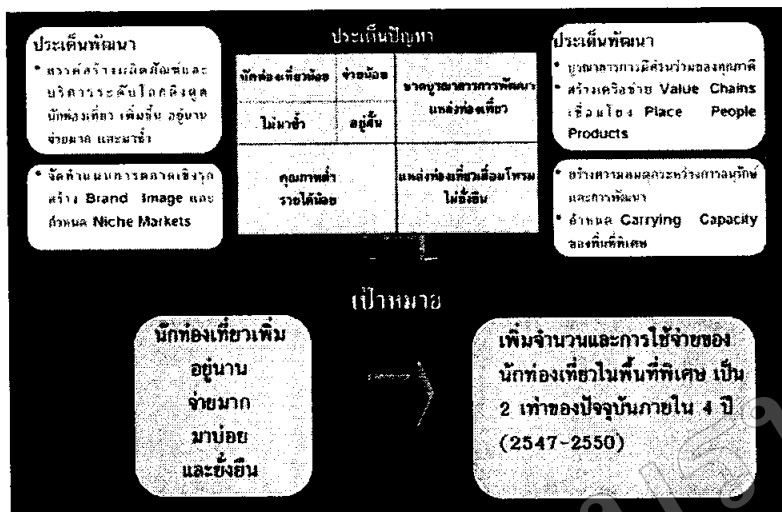 ประเด็นพัฒนา
• สรรค์สร้างผลิตภัณฑ์และ
บริการระดับโลกดึงดูด
นักท่องเที่ยว เพิ่มขึ้น อยู่นาน
จ่ายมาก และมาซ้ำ
• จัดทำแผนการตลาดเชิงรุก
สร้าง Brand Image และ
กำหนด Niche Markets
ประเด็นปัญหา
นักท่องเที่ยวน้อย จ่ายน้อย
ไม่มาซ้ำ อยู่สั้น
ขาดบูรณาการการพัฒนา
แหล่งท่องเที่ยว
คุณภาพต่ำ
รายได้น้อย
แหล่งท่องเที่ยวเสื่อมโทรม
ไม่ยั่งยืน
ประเด็นพัฒนา
• บูรณาการการมีส่วนร่วมของทุกภาคี
• สร้างเครือข่าย Value Chains
เชื่อมโยง Place People
Products
• สร้างความสมดุลระหว่างการอนุรักษ์
และการพัฒนา
• กำหนด Carrying Capacity
ของพื้นที่พิเศษ
เป้าหมาย
นักท่องเที่ยวเพิ่ม
อยู่นาน
จ่ายมาก
มาบ่อย
และยั่งยืน
เพิ่มจำนวนและการใช้จ่ายของ
นักท่องเที่ยวในพื้นที่พิเศษ เป็น
2 เท่าของปัจจุบันภายใน 4 ปี
(2547-2550)